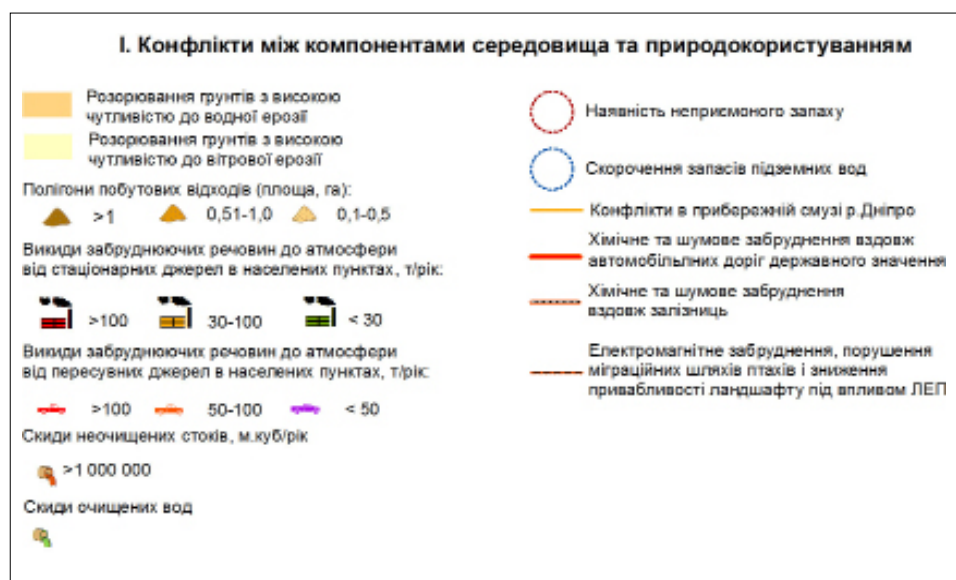 І. Конфлікти між компонентами середовища та природокористуванням
Розорювання ґрунтів з високою
чутливістю до водної ерозії
Розорювання ґрунтів з високою
чутливістю до вітрової ерозії
Полігони побутових відходів (площа, га):
>1 0,51-1,0 0,1-0,5
Викиди забруднюючих речовин до атмосфери
від стаціонарних джерел в населених пунктах, т/рік:
>100 30-100 < 30
Викиди забруднюючих речовин до атмосфери
від пересувних джерел в населених пунктах, т/рік:
>100 50-100 < 50
Скиди неочищених стоків, м.куб/рік
>1 000 000
Скиди очищених вод
Наявність неприємоного запаху
Скорочення запасів підземних вод
Конфлікти в прибережній смузі р.Дніпро
Хімічне та шумове забруднення вздовж
автомобільлних доріг державного значення
Хімічне та шумове забруднення
вздовж залізниць
Електромагнітне забруднення, порушення
міграційних шляхів птахів і зниження
привабливості ландшафту під впливом ЛЕП